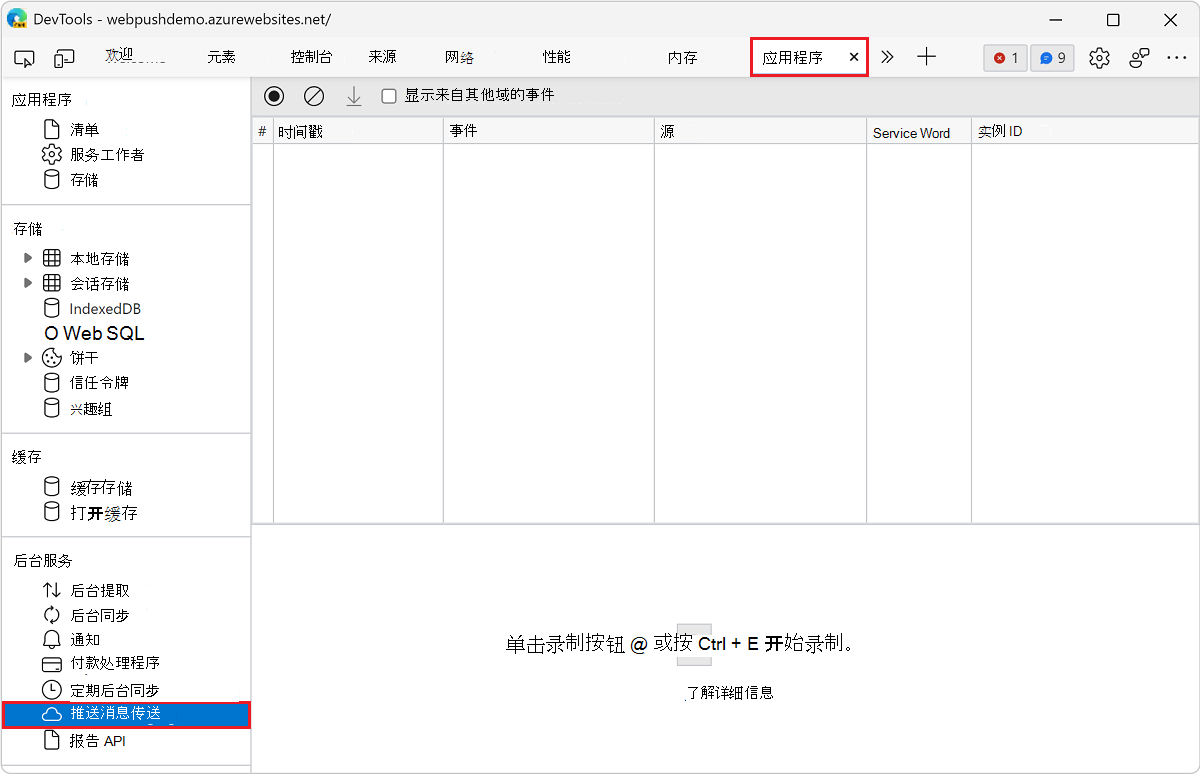 DevTools - webpushdemo.azurewebsites.net/
欢迎 元素 控制台 来源 网络 性能 内存 应用程序 1 9
应用程序
清单
服务工作者
存储
存储
本地存储
会话存储
IndexedDB
O Web SQL
饼干
信任令牌
兴趣组
缓存
缓存存储
打开缓存
后台服务
后台提取
后台同步
通知
付款处理程序
定期后台同步
推送消息传送
报告 API
显示来自其他域的事件
# 时间戳 事件 源 Service Word 实例 ID
单击录制按钮 @ 或按 Ctrl + E 开始录制。
了解详细信息